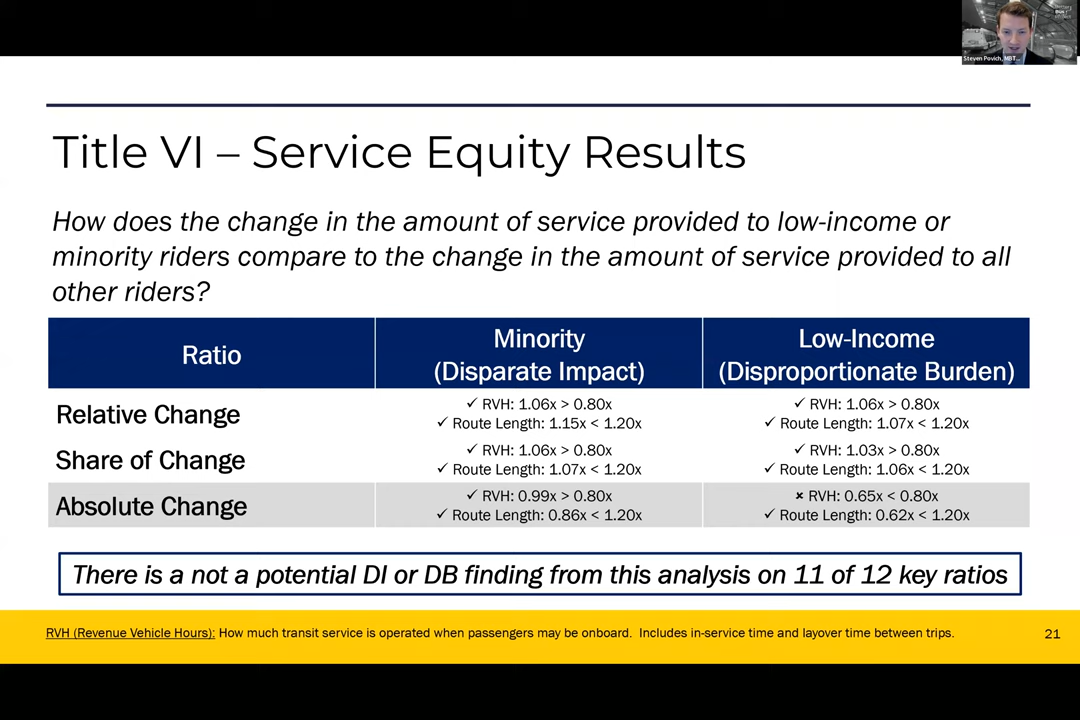 Steven Povich, MBT...
Title VI – Service Equity Results
How does the change in the amount of service provided to low-income or
minority riders compare to the change in the amount of service provided to all
other riders?
Ratio
Minority
(Disparate Impact)
Low-Income
(Disproportionate Burden)
Relative Change
✓ RVH: 1.06x > 0.80x
✓ Route Length: 1.15x < 1.20x
✓ RVH: 1.06x > 0.80x
✓ Route Length: 1.07x < 1.20x
Share of Change
✓ RVH: 1.06x > 0.80x
✓ Route Length: 1.07x < 1.20x
✓ RVH: 1.03x > 0.80x
✓ Route Length: 1.06x < 1.20x
Absolute Change
✓ RVH: 0.99x > 0.80x
✓ Route Length: 0.86x < 1.20x
✘ RVH: 0.65x < 0.80x
✓ Route Length: 0.62x < 1.20x
There is a not a potential DI or DB finding from this analysis on 11 of 12 key ratios
RVH (Revenue Vehicle Hours): How much transit service is operated when passengers may be onboard. Includes in-service time and layover time between trips.
21